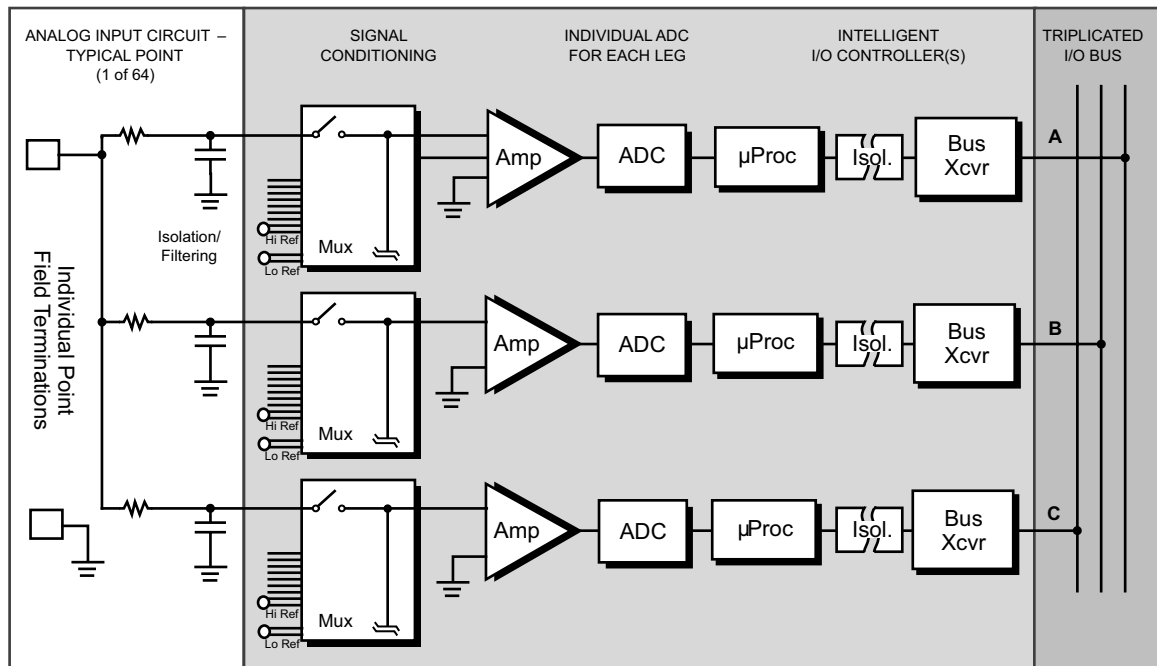 ANALOG INPUT CIRCUIT –
TYPICAL POINT
(1 of 64)
SIGNAL
CONDITIONING
INDIVIDUAL ADC
FOR EACH LEG
INTELLIGENT
I/O CONTROLLER(S)
TRIPLICATED
I/O BUS
Individual Point
Field Terminations
Isolation/
Filtering
Hi Ref
Lo Ref
Mux
Amp
ADC
µProc
Isol.
Bus
Xcvr
A
Hi Ref
Lo Ref
Mux
Amp
ADC
µProc
Isol.
Bus
Xcvr
B
Hi Ref
Lo Ref
Mux
Amp
ADC
µProc
Isol.
Bus
Xcvr
C